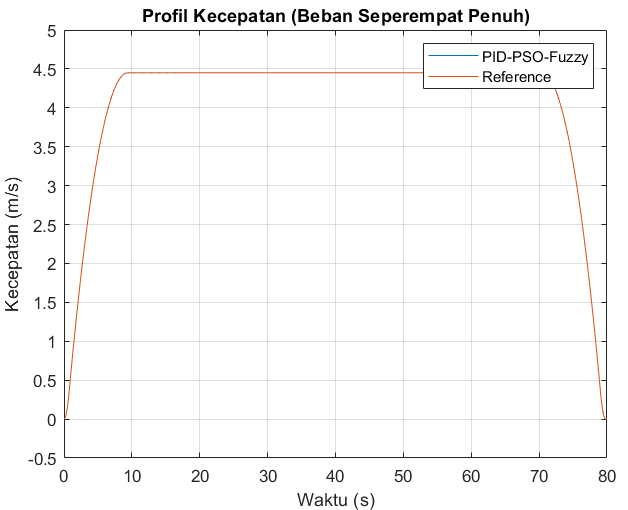 Profil Kecepatan (Beban Seperempat Penuh)
5
4.5
4
3.5
3
2.5
2
1.5
1
0.5
0
-0.5
Kecepatan (m/s)
PID-PSO-Fuzzy
Reference
0 10 20 30 40 50 60 70 80
Waktu (s)